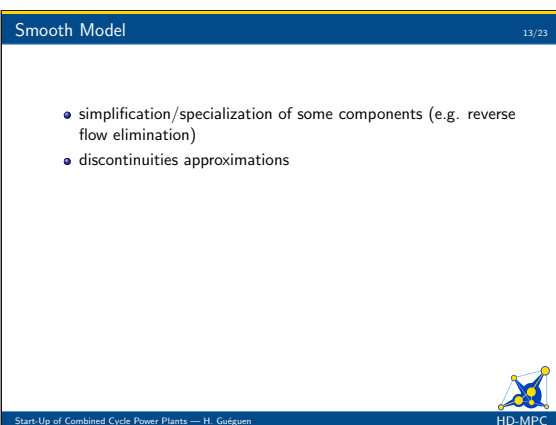 Smooth Model
13/23
simplification/specialization of some components (e.g. reverse
flow elimination)
discontinuities approximations
Start-Up of Combined Cycle Power Plants — H. Guéguen
HD-MPC